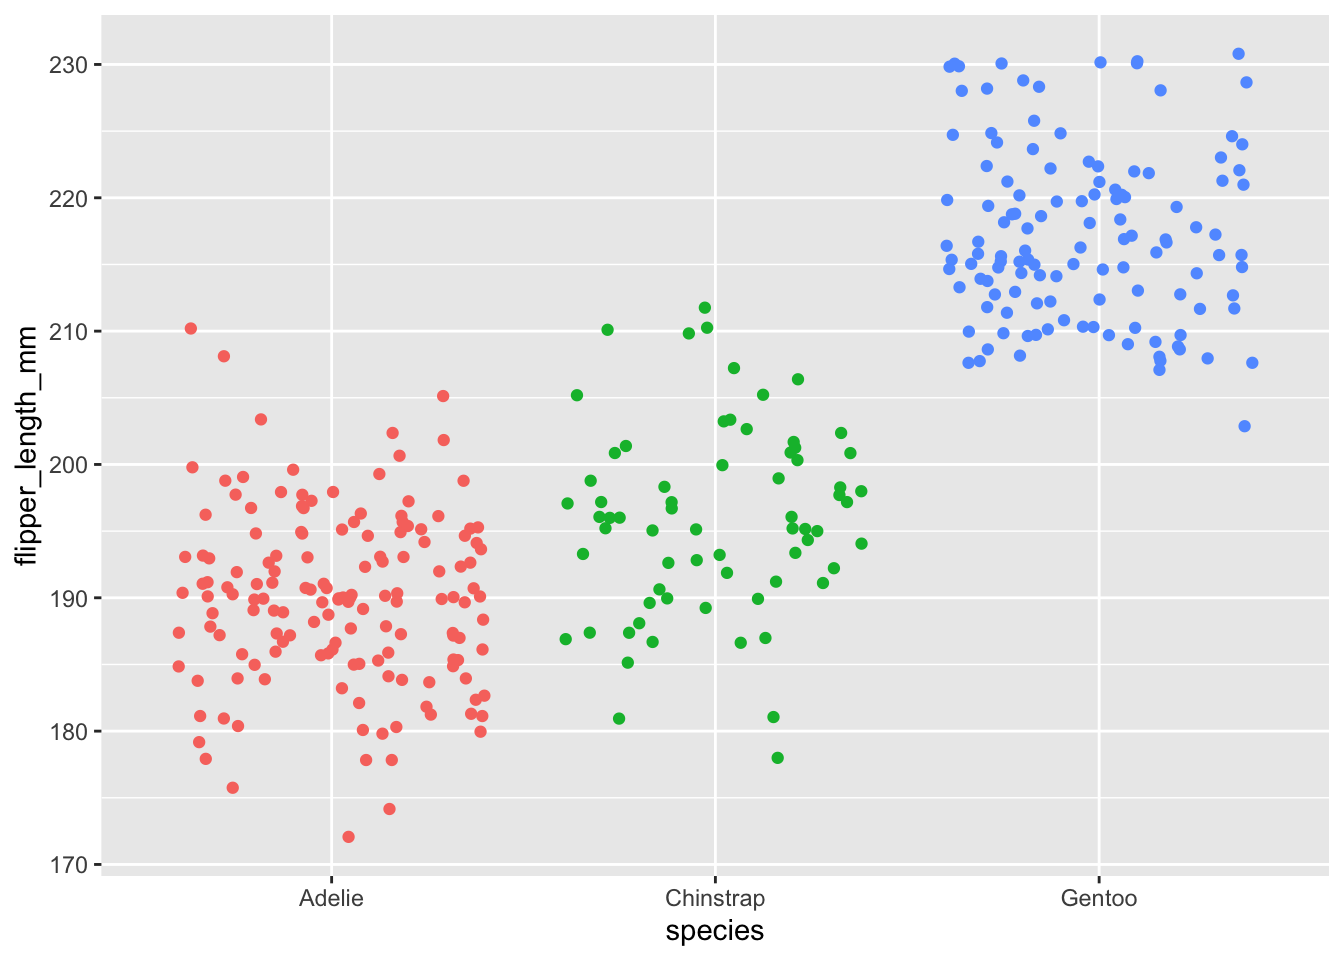 230
220
210
200
190
180
170
flipper_length_mm
Adelie
Chinstrap
Gentoo
species